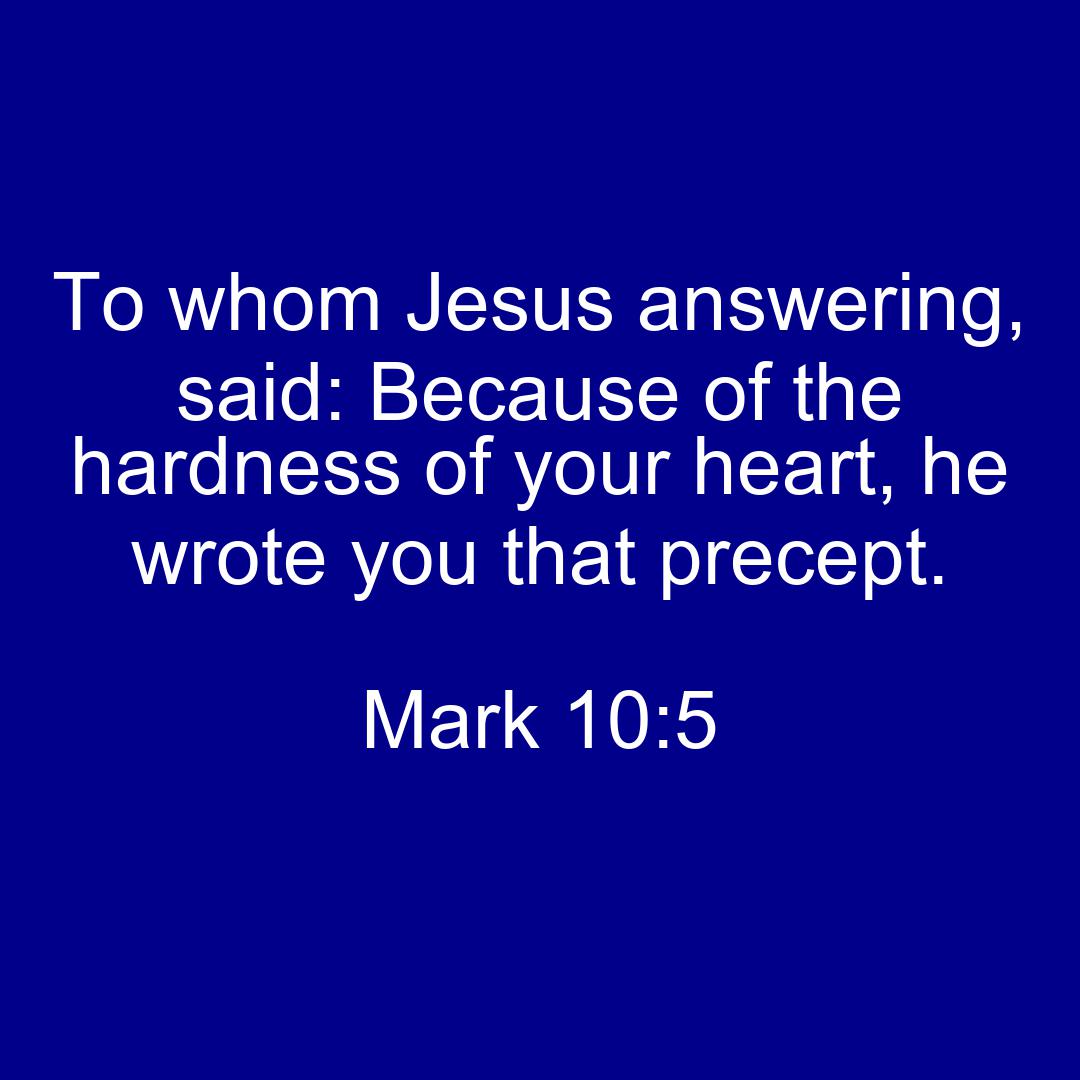 To whom Jesus answering,
said: Because of the
hardness of your heart, he
wrote you that precept.
Mark 10:5